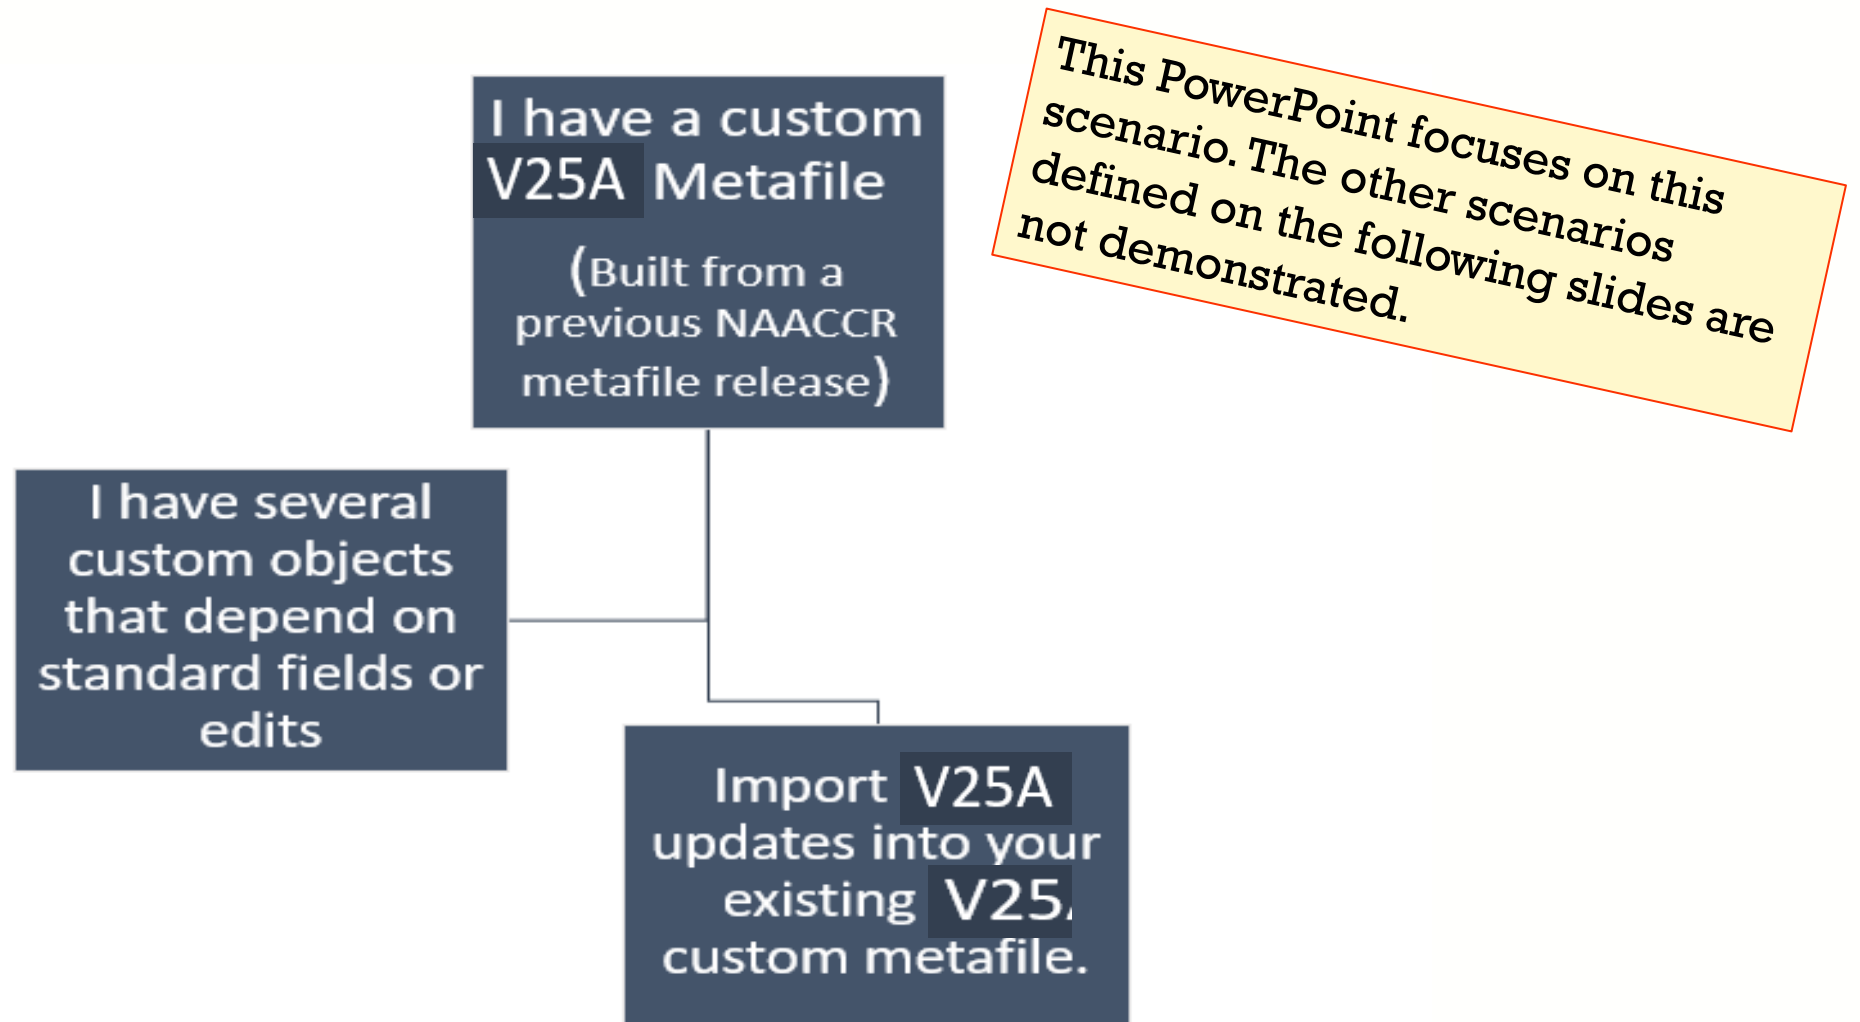 I have a custom
V25A Metafile
(Built from a
previous NAACCR
metafile release)
This PowerPoint focuses on this
scenario. The other scenarios
defined on the following slides are
not demonstrated.
I have several
custom objects
that depend on
standard fields or
edits
Import V25A
updates into your
existing V25
custom metafile.